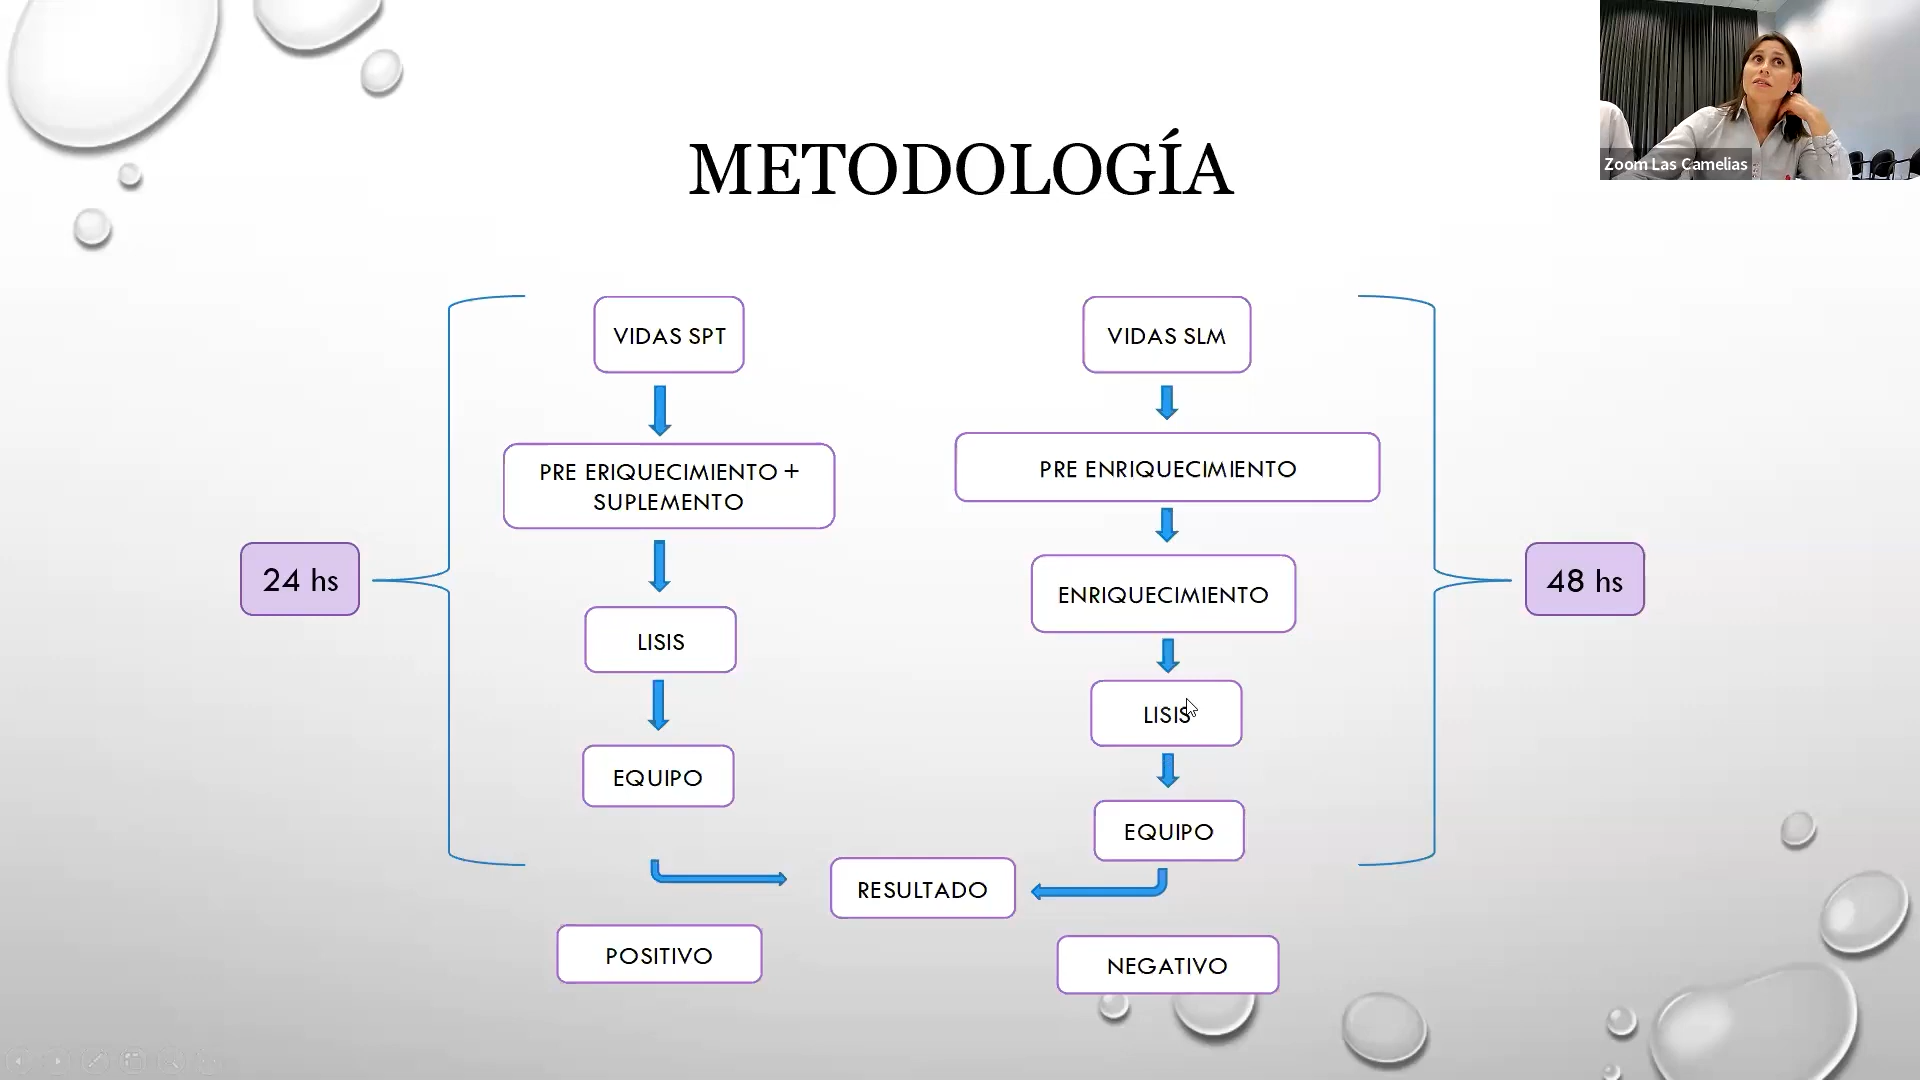 Zoom Las Camelias
METODOLOGÍA
VIDAS SPT
PRE ERIQUECIMIENTO +
SUPLEMENTO
LISIS
EQUIPO
24 hs
VIDAS SLM
PRE ENRIQUECIMIENTO
ENRIQUECIMIENTO
LISIS
EQUIPO
48 hs
RESULTADO
POSITIVO
NEGATIVO